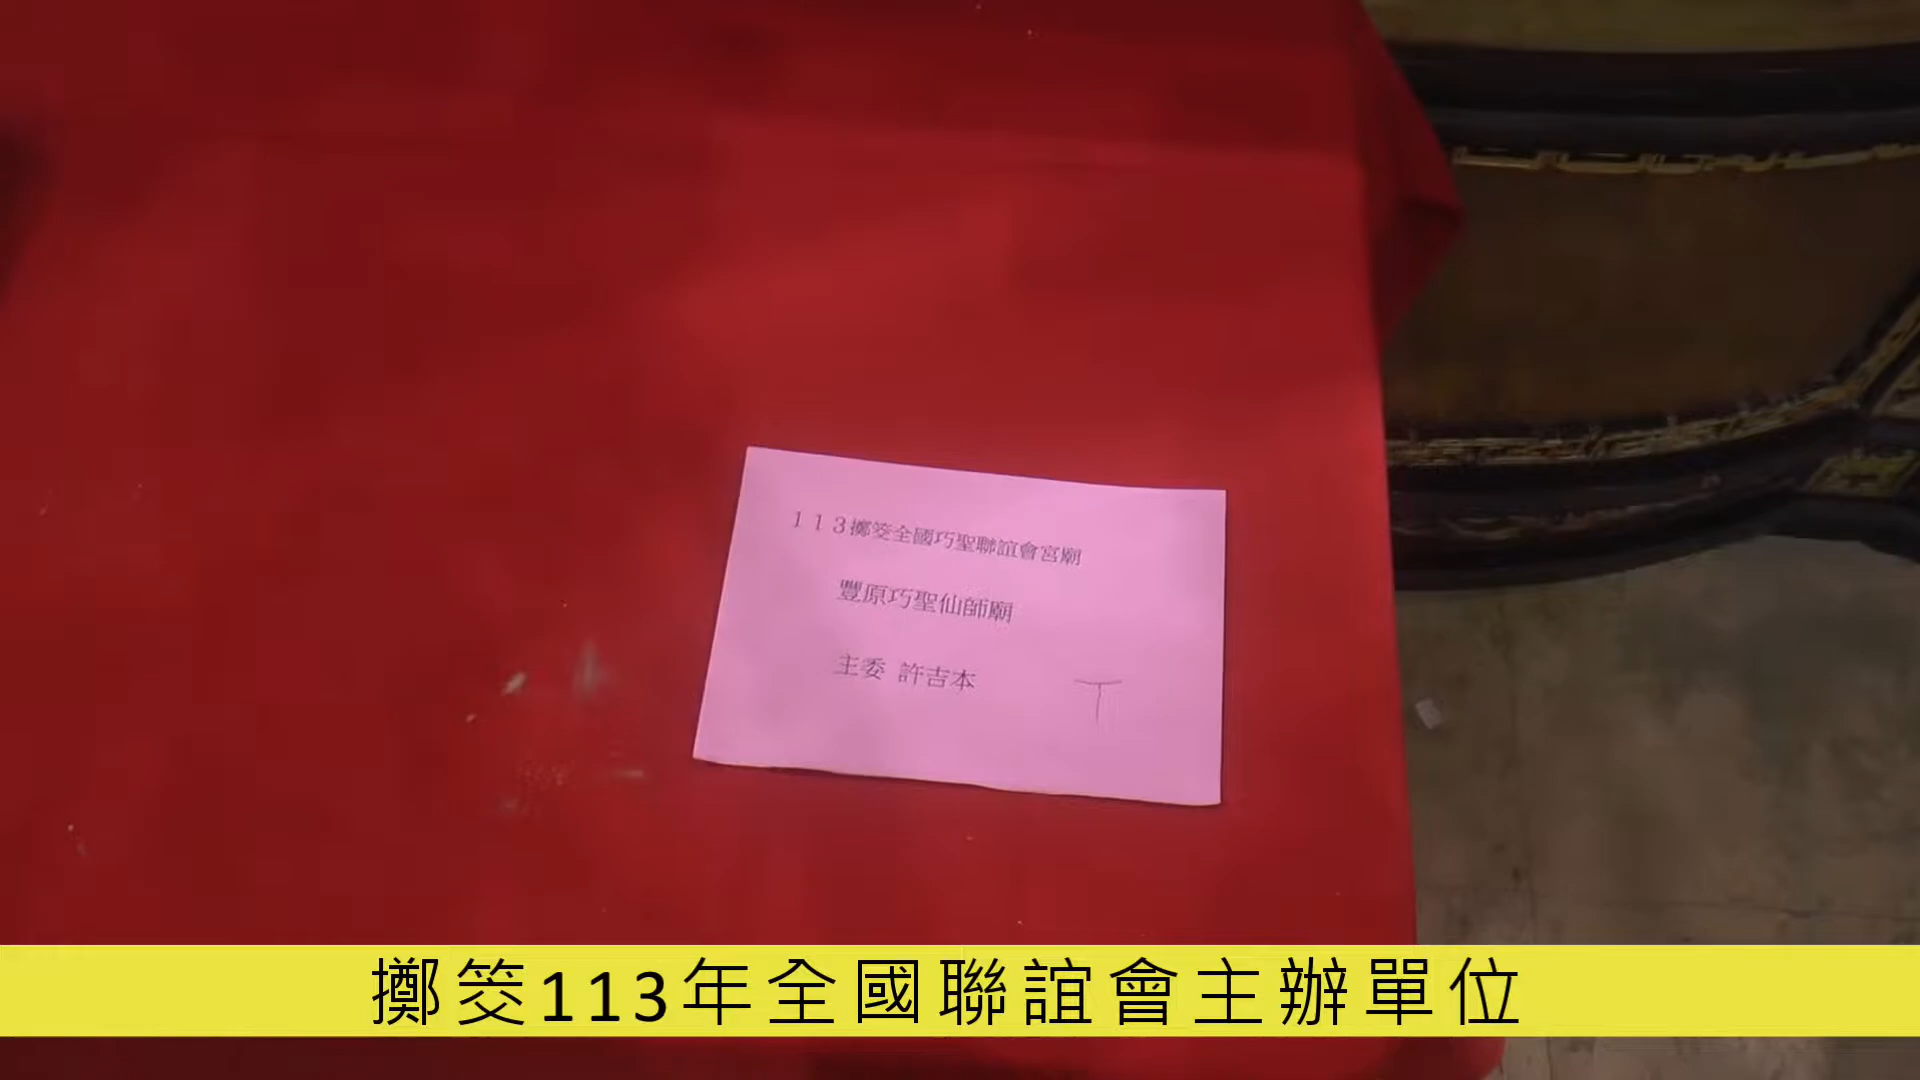 113擲筊全國巧聖聯誼會宮廟
豐原巧聖仙師廟
主委 許吉本
擲筊113年全國聯誼會主辦單位